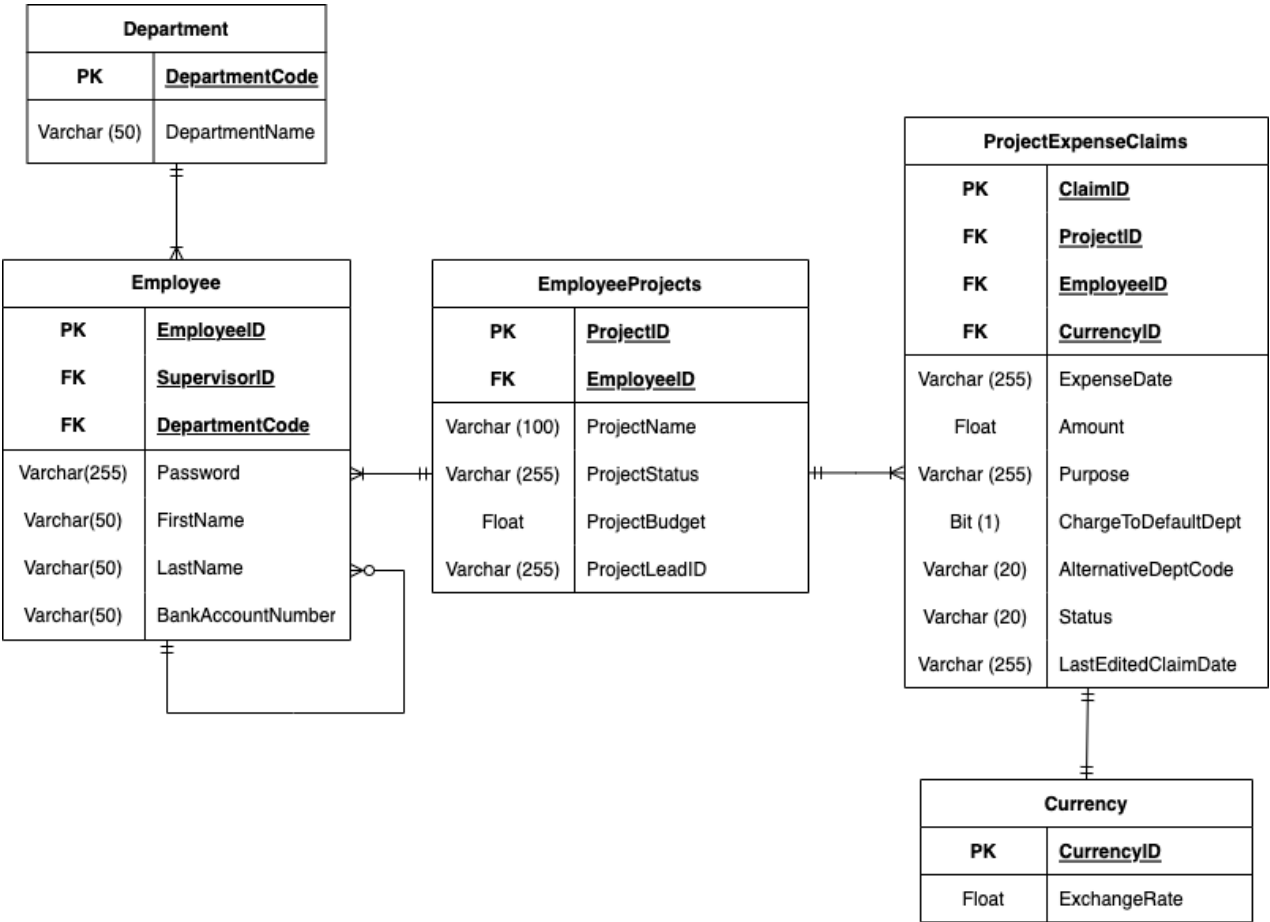 Department
PK DepartmentCode
Varchar (50) DepartmentName
Employee
PK EmployeeID
FK SupervisorID
FK DepartmentCode
Varchar(255) Password
Varchar(50) FirstName
Varchar(50) LastName
Varchar(50) BankAccountNumber
EmployeeProjects
PK ProjectID
FK EmployeeID
Varchar (100) ProjectName
Varchar (255) ProjectStatus
Float ProjectBudget
Varchar (255) ProjectLeadID
ProjectExpenseClaims
PK ClaimID
FK ProjectID
FK EmployeeID
FK CurrencyID
Varchar (255) ExpenseDate
Float Amount
Varchar (255) Purpose
Bit (1) ChargeToDefaultDept
Varchar (20) AlternativeDeptCode
Varchar (20) Status
Varchar (255) LastEditedClaimDate
Currency
PK CurrencyID
Float ExchangeRate